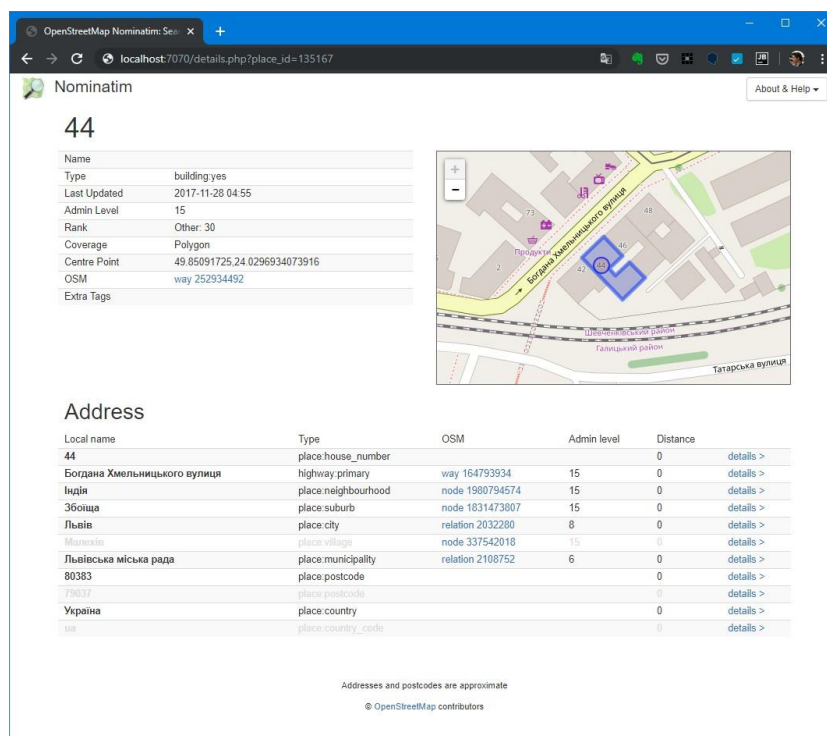 OpenStreetMap Nominatim: Sea
localhost:7070/details.php?place_id=135167
JB
Nominatim
About & Help
44
Name
Type building:yes
Last Updated 2017-11-28 04:55
Admin Level 15
Rank Other: 30
Coverage Polygon
Centre Point 49.85091725,24.0296934073916
OSM way 252934492
Extra Tags
+
-
73
48
Богдана Хмельницького вулиця
46
Продукти
2
42
44
Шевченківський район
Галицький район
Татарська вулиця
Address
Local name Type OSM Admin level Distance
44 place:house_number 0 details >
Богдана Хмельницького вулиця highway:primary way 164793934 15 0 details >
Індія place:neighbourhood node 1980794574 15 0 details >
Збоїща place:suburb node 1831473807 15 0 details >
Львів place:city relation 2032280 8 0 details >
Малехів place:village node 337542018 15 0 details >
Львівська міська рада place:municipality relation 2108752 6 0 details >
80383 place:postcode 0 details >
79037 place:postcode 0 details >
Україна place:country 0 details >
ua place:country_code 0 details >
Addresses and postcodes are approximate
© OpenStreetMap contributors